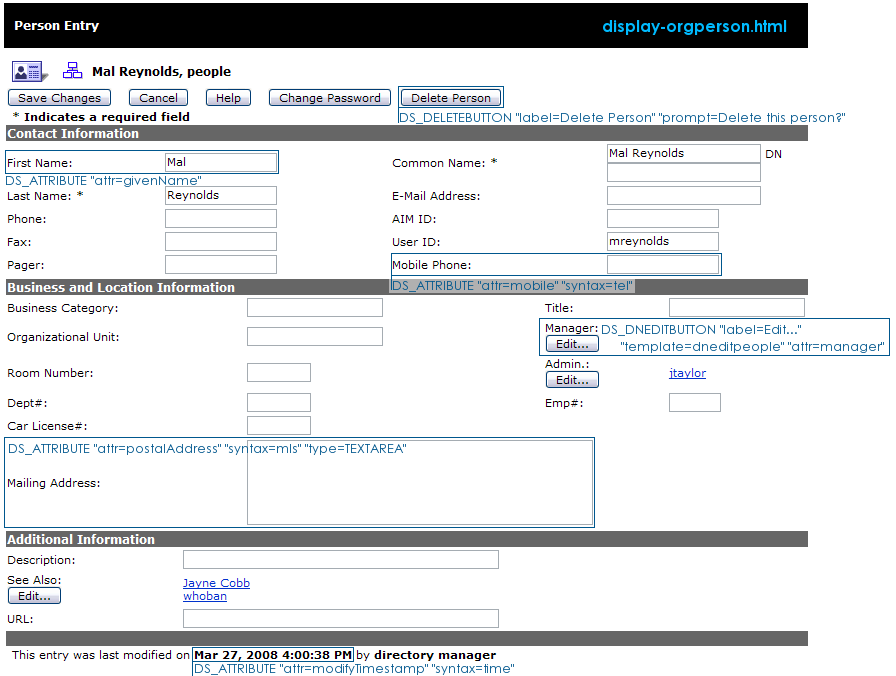 Person Entry
display-orgperson.html
Mal Reynolds, people
Save Changes Cancel Help Change Password Delete Person
* Indicates a required field
DS_DELETEBUTTON "label=Delete Person" "prompt=Delete this person?"
Contact Information
First Name: Mal Common Name: * Mal Reynolds DN
DS_ATTRIBUTE "attr=givenName"
Last Name: * Reynolds E-Mail Address:
Phone: AIM ID:
Fax: User ID: mreynolds
Pager: Mobile Phone:
DS_ATTRIBUTE "attr=mobile" "syntax=tel"
Business and Location Information
Business Category: Title:
Organizational Unit: Manager: DS_DNEDITBUTTON "label=Edit..."
Edit... "template=dneditpeople" "attr=manager"
Room Number: Admin.: jtaylor
Edit...
Dept#: Emp#:
Car License#:
DS_ATTRIBUTE "attr=postalAddress" "syntax=mls" "type=TEXTAREA"
Mailing Address:
Additional Information
Description:
See Also: Jayne Cobb
Edit... whoban
URL:
This entry was last modified on Mar 27, 2008 4:00:38 PM by directory manager
DS_ATTRIBUTE "attr=modifyTimestamp" "syntax=time"